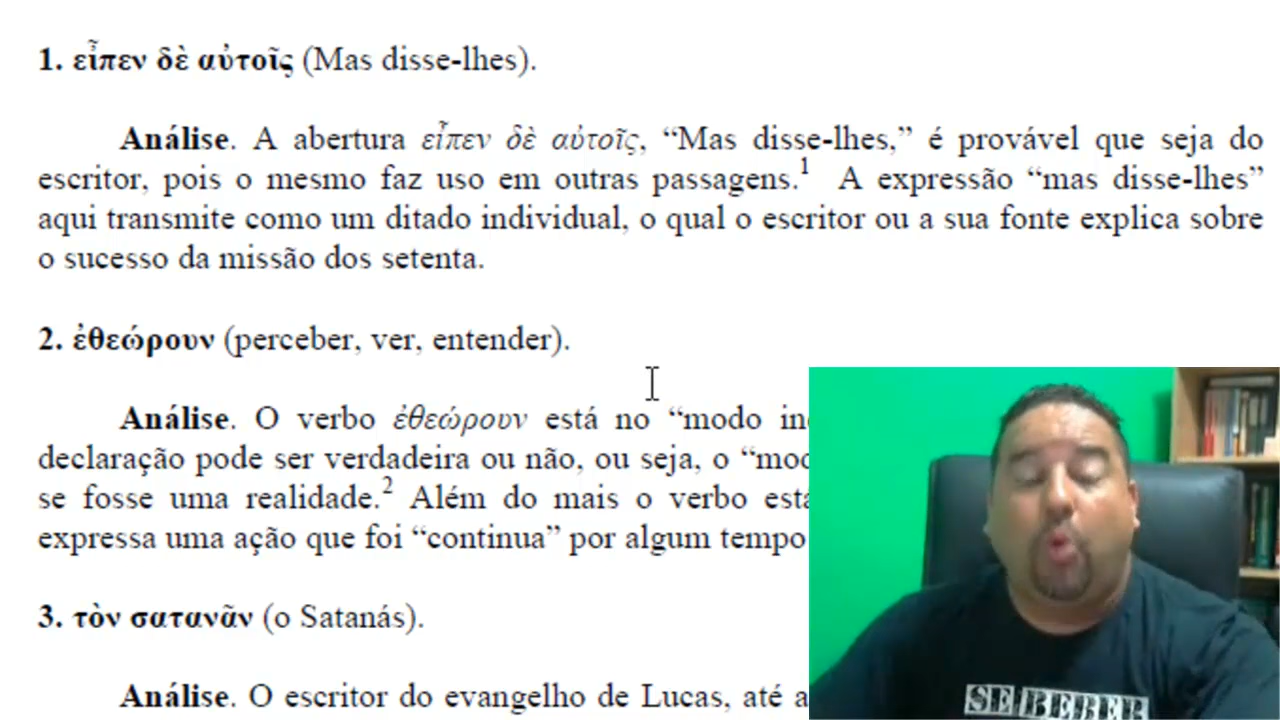 1. εἶπεν δὲ αὐτοῖς (Mas disse-lhes).
Análise. A abertura εἶπεν δὲ αὐτοῖς, “Mas disse-lhes,” é provável que seja do
escritor, pois o mesmo faz uso em outras passagens.1 A expressão “mas disse-lhes”
aqui transmite como um ditado individual, o qual o escritor ou a sua fonte explica sobre
o sucesso da missão dos setenta.
2. ἐθεώρουν (perceber, ver, entender).
Análise. O verbo ἐθεώρουν está no “modo
declaração pode ser verdadeira ou não, ou seja, o
se fosse uma realidade.2 Além do mais o verbo
expressa uma ação que foi “continua” por algum tempo
3. τὸν σατανᾶν (o Satanás).
Análise. O escritor do evangelho de Lucas, até
SE BEBER